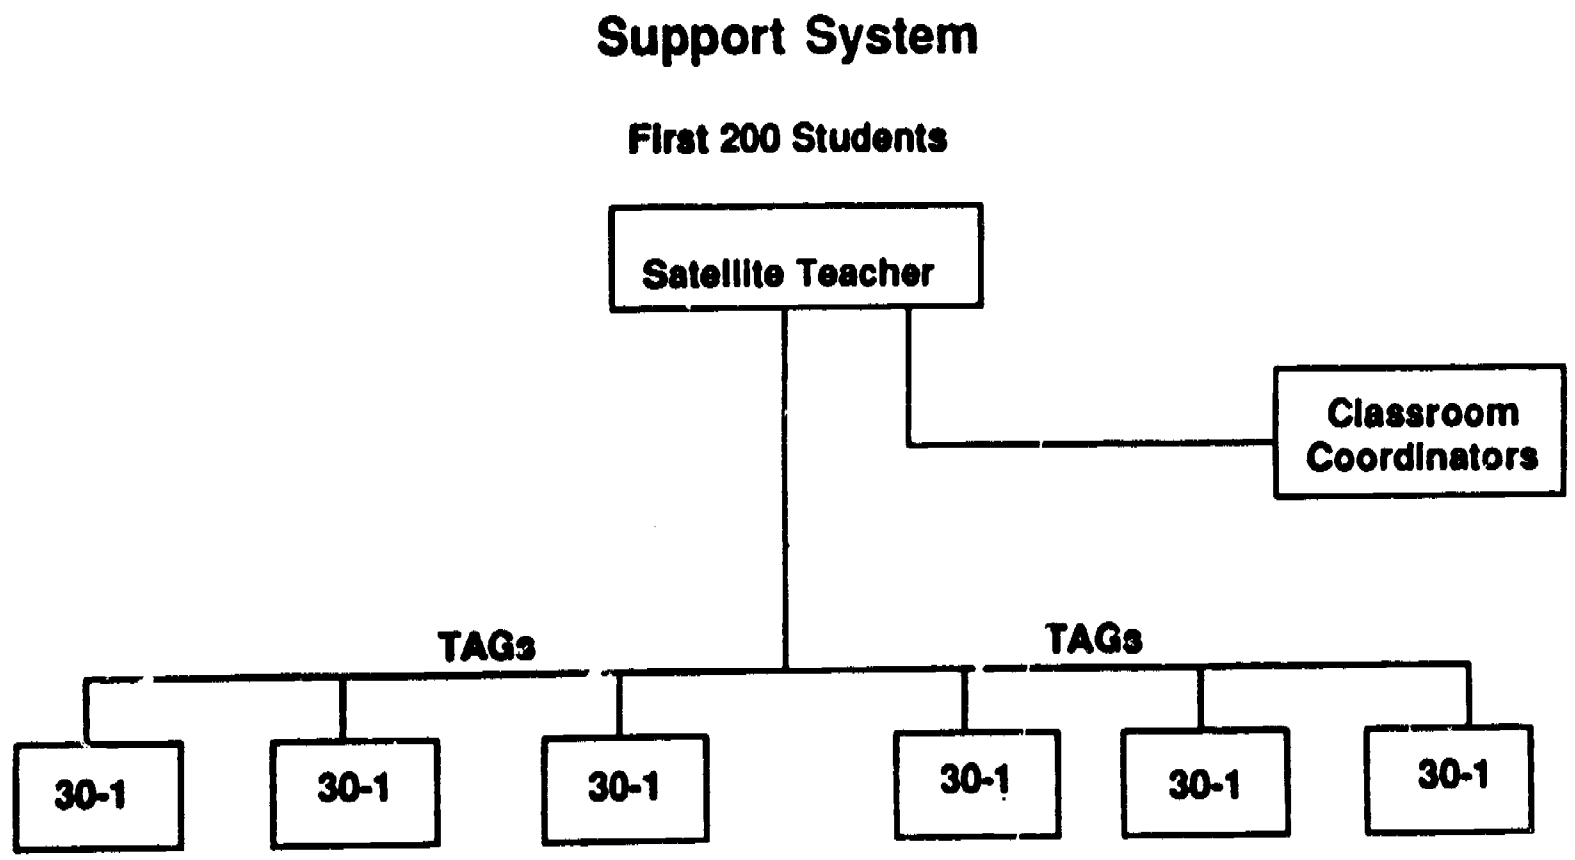 Support System
First 200 Students
Satellite Teacher
Classroom
Coordinators
TAGs
TAGs
30-1
30-1
30-1
30-1
30-1
30-1